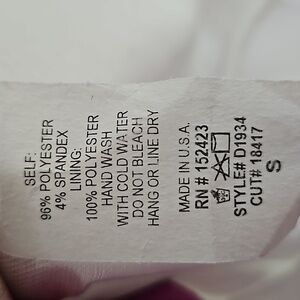 SELF:
96% POLYESTER
4% SPANDEX
LINING:
100% POLYESTER
HAND WASH
WITH COLD WATER
DO NOT BLEACH
HANG OR LINE DRY
MADE IN U.S.A.
RN # 152423
STYLE# D1934
CUT# 18417
S